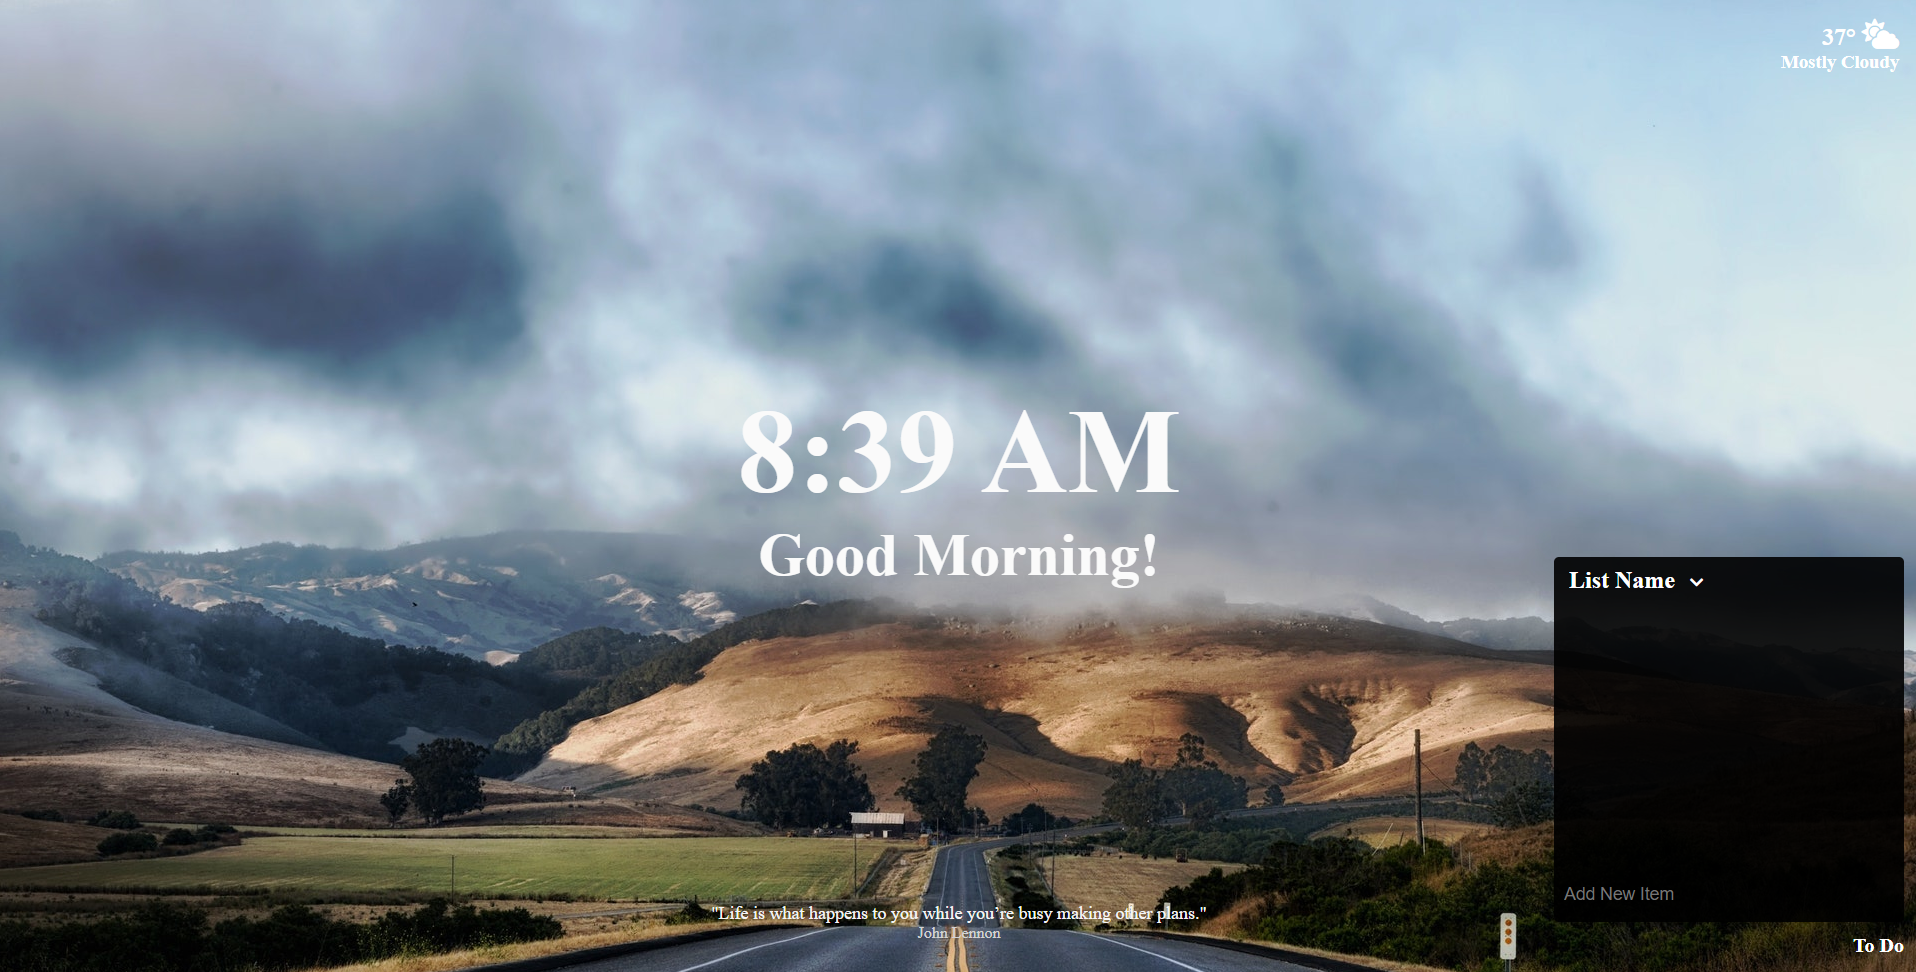 37°
Mostly Cloudy
8:39 AM
Good Morning!
List Name
Add New Item
"Life is what happens to you while you’re busy making other plans."
John Lennon
To Do